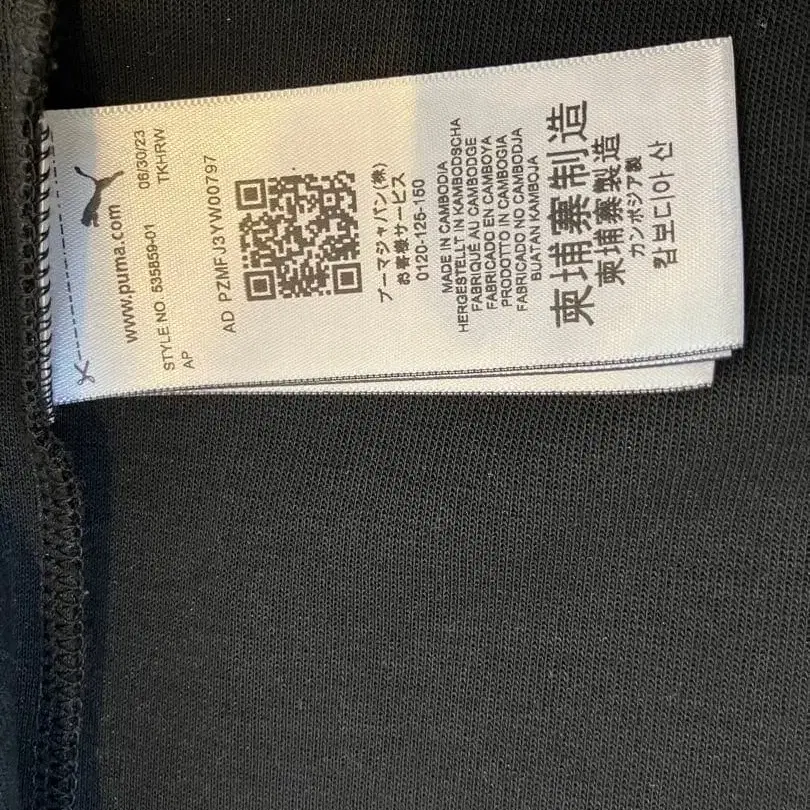 www.puma.com
06/30/23
TKHRW
STYLE NO. 535859-01
AP
AD PZMFJ3YW00797
プーマジャパン(株)
お客様サービス
0120-125-150
MADE IN CAMBODIA
HERGESTELLT IN KAMBODSCHA
FABRIQUÉ AU CAMBODGE
FABRICADO EN CAMBOYA
PRODOTTO IN CAMBOGIA
FABRICADO NO CAMBODJA
BUATAN KAMBOJA
柬埔寨制造
柬埔寨製造
カンボジア製
캄보디아 산